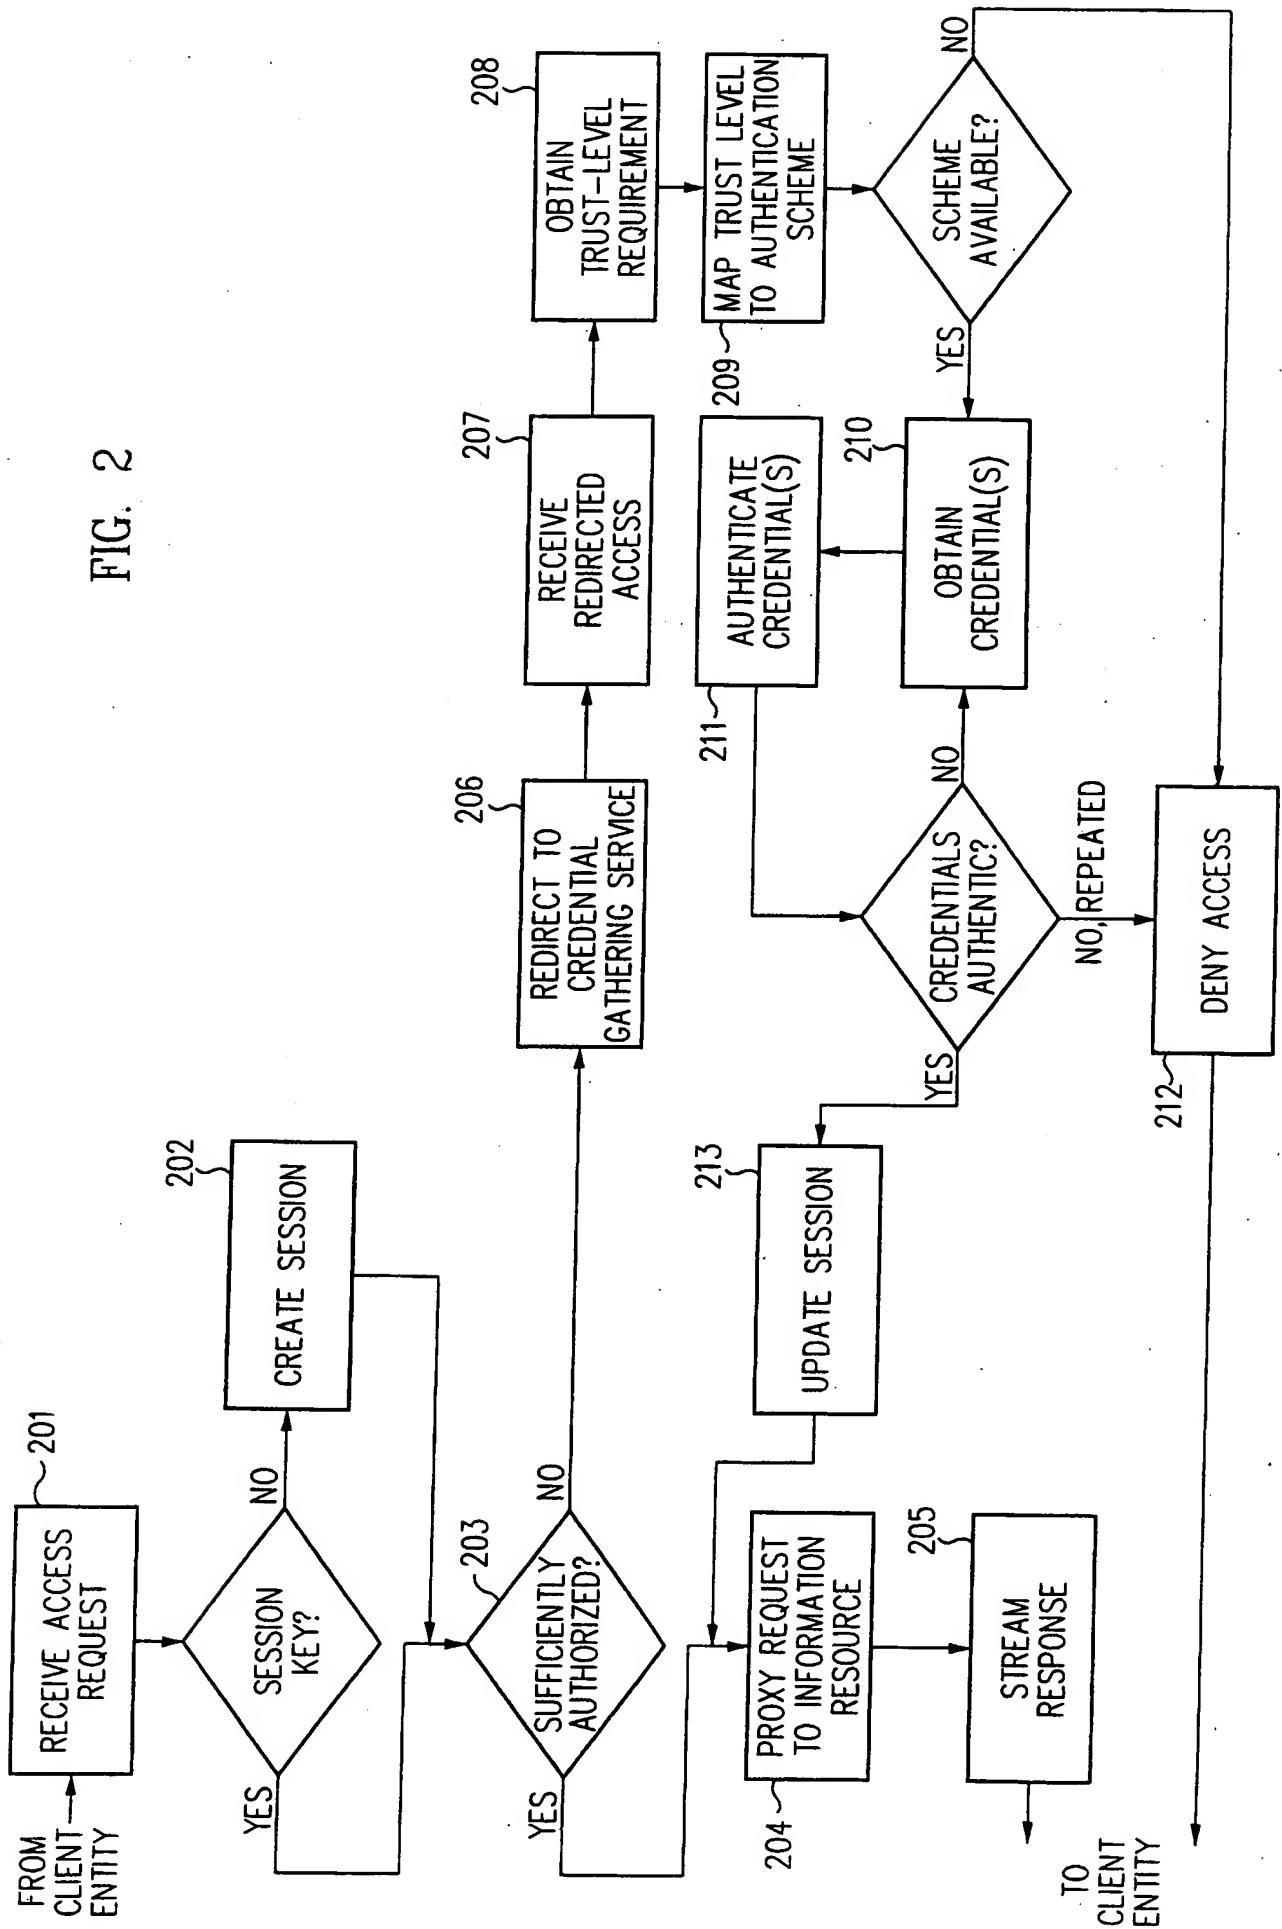 FIG. 2
FROM
CLIENT
ENTITY
201
RECEIVE ACCESS
REQUEST
SESSION
KEY?
NO
YES
202
CREATE SESSION
203
SUFFICIENTLY
AUTHORIZED?
NO
YES
204
PROXY REQUEST
TO INFORMATION
RESOURCE
205
STREAM
RESPONSE
TO
CLIENT
ENTITY
206
REDIRECT TO
CREDENTIAL
GATHERING SERVICE
207
RECEIVE
REDIRECTED
ACCESS
208
OBTAIN
TRUST-LEVEL
REQUIREMENT
209
MAP TRUST LEVEL
TO AUTHENTICATION
SCHEME
SCHEME
AVAILABLE?
NO
YES
210
OBTAIN
CREDENTIAL(S)
211
AUTHENTICATE
CREDENTIAL(S)
CREDENTIALS
AUTHENTIC?
NO
NO, REPEATED
YES
212
DENY ACCESS
213
UPDATE SESSION